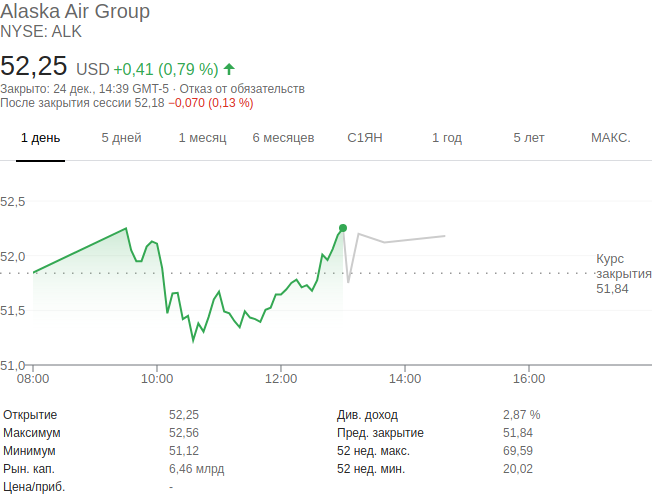 Alaska Air Group
NYSE: ALK
52,25 USD +0,41 (0,79 %)
Закрыто: 24 дек., 14:39 GMT-5 · Отказ от обязательств
После закрытия сессии 52,18 −0,070 (0,13 %)
1 день 5 дней 1 месяц 6 месяцев С1ЯН 1 год 5 лет МАКС.
52,5
52,0
51,5
51,0
Курс
закрытия
51,84
08:00 10:00 12:00 14:00 16:00
Открытие 52,25 Див. доход 2,87 %
Максимум 52,56 Пред. закрытие 51,84
Минимум 51,12 52 нед. макс. 69,59
Рын. кап. 6,46 млрд 52 нед. мин. 20,02
Цена/приб. -